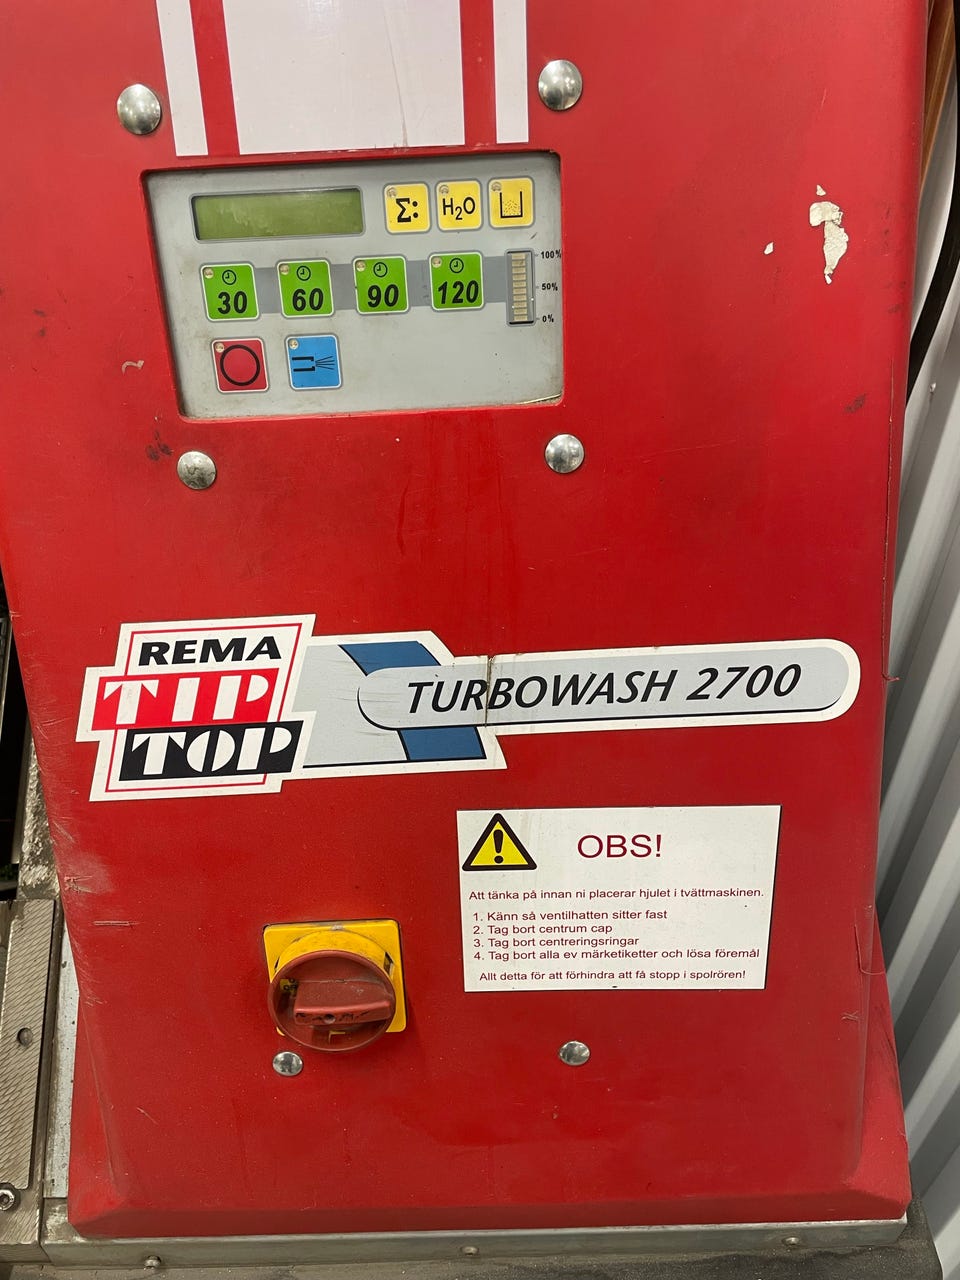 Σ:
H₂O
30
60
90
120
100%
50%
0%
REMA
TIP
TOP
TURBOWASH 2700
OBS!
Att tänka på innan ni placerar hjulet i tvättmaskinen.
1. Känn så ventilhatten sitter fast
2. Tag bort centrum cap
3. Tag bort centreringsringar
4. Tag bort alla ev märketiketter och lösa föremål
Allt detta för att förhindra att få stopp i spolrören!